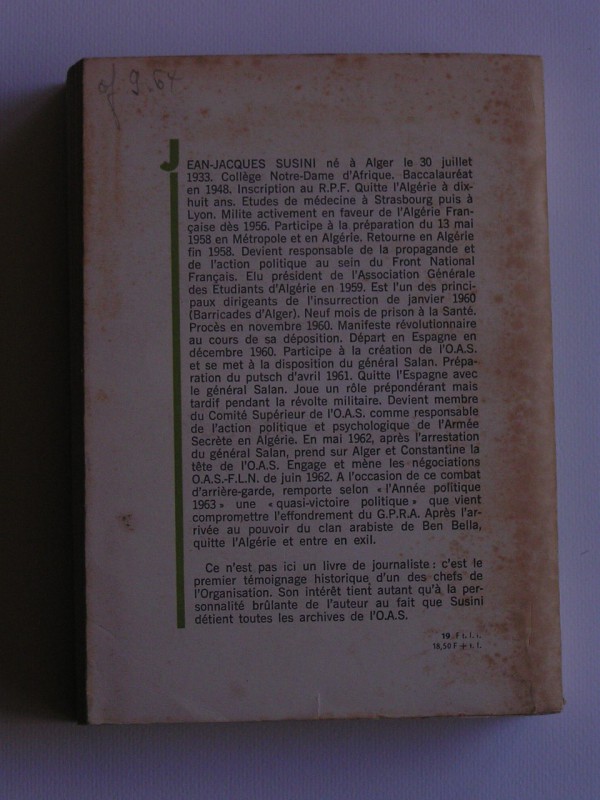 9.64
JEAN-JACQUES SUSINI né à Alger le 30 juillet
1933. Collège Notre-Dame d'Afrique. Baccalauréat
en 1948. Inscription au R.P.F. Quitte l'Algérie à dix-
huit ans. Etudes de médecine à Strasbourg puis à
Lyon. Milite activement en faveur de l'Algérie Fran-
çaise dès 1956. Participe à la préparation du 13 mai
1958 en Métropole et en Algérie. Retourne en Algérie
fin 1958. Devient responsable de la propagande et
de l'action politique au sein du Front National
Français. Elu président de l'Association Générale
des Etudiants d'Algérie en 1959. Est l'un des princi-
paux dirigeants de l'insurrection de janvier 1960
(Barricades d'Alger). Neuf mois de prison à la Santé.
Procès en novembre 1960. Manifeste révolutionnaire
au cours de sa déposition. Départ en Espagne en
décembre 1960. Participe à la création de l'O.A.S.
et se met à la disposition du général Salan. Prépa-
ration du putsch d'avril 1961. Quitte l'Espagne avec
le général Salan. Joue un rôle prépondérant mais
tardif pendant la révolte militaire. Devient membre
du Comité Supérieur de l'O.A.S. comme responsable
de l'action politique et psychologique de l'Armée
Secrète en Algérie. En mai 1962, après l'arrestation
du général Salan, prend sur Alger et Constantine la
tête de l'O.A.S. Engage et mène les négociations
O.A.S.-F.L.N. de juin 1962. A l'occasion de ce combat
d'arrière-garde, remporte selon « l'Année politique
1963 » une « quasi-victoire politique » que vient
compromettre l'effondrement du G.P.R.A. Après l'ar-
rivée au pouvoir du clan arabiste de Ben Bella,
quitte l'Algérie et entre en exil.
Ce n'est pas ici un livre de journaliste : c'est le
premier témoignage historique d'un des chefs de
l'Organisation. Son intérêt tient autant qu'à la per-
sonnalité brûlante de l'auteur au fait que Susini
détient toutes les archives de l'O.A.S.
19 F t. l. i.
18,50 F + t. l.